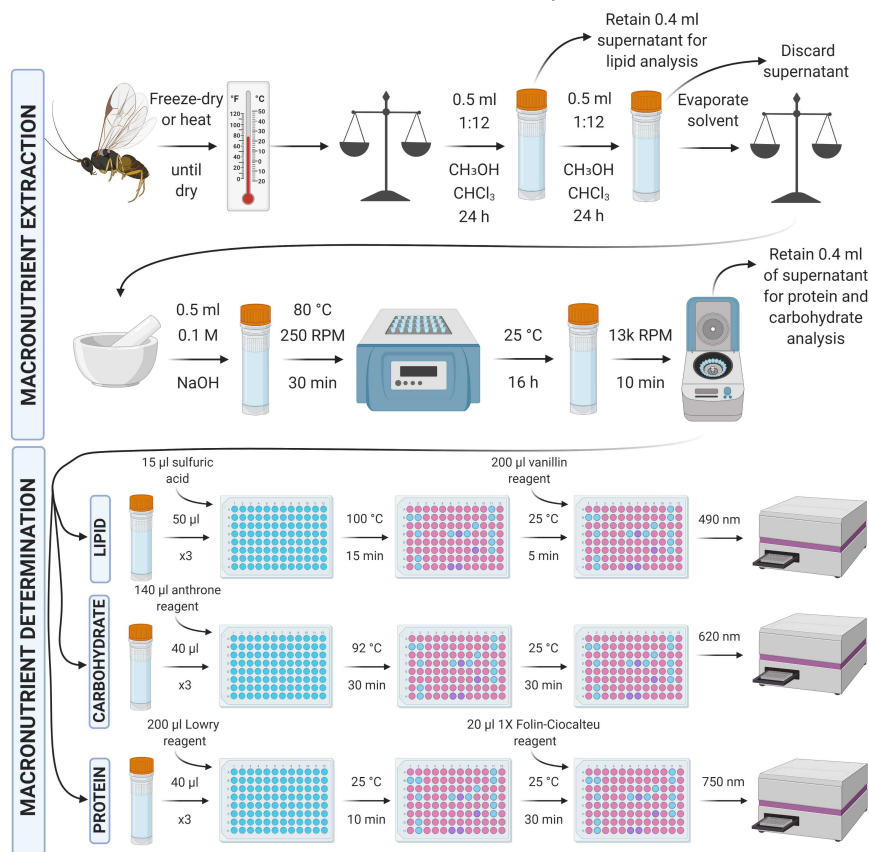 MACRONUTRIENT EXTRACTION
Freeze-dry
or heat
until
dry
°F
°C
120
100
80
60
40
20
0
50
40
30
20
10
0
10
20
0.5 ml
1:12
CH₃OH
CHCl₃
24 h
Retain 0.4 ml
supernatant for
lipid analysis
0.5 ml
1:12
CH₃OH
CHCl₃
24 h
Discard
supernatant
Evaporate
solvent
0.5 ml
0.1 M
NaOH
80 °C
250 RPM
30 min
25 °C
16 h
13k RPM
10 min
Retain 0.4 ml
of supernatant
for protein and
carbohydrate
analysis
MACRONUTRIENT DETERMINATION
LIPID
15 µl sulfuric
acid
50 µl
x3
100 °C
15 min
200 µl vanillin
reagent
25 °C
5 min
490 nm
CARBOHYDRATE
140 µl anthrone
reagent
40 µl
x3
92 °C
30 min
25 °C
30 min
620 nm
PROTEIN
200 µl Lowry
reagent
40 µl
x3
25 °C
10 min
20 µl 1X Folin-Ciocalteu
reagent
25 °C
30 min
750 nm